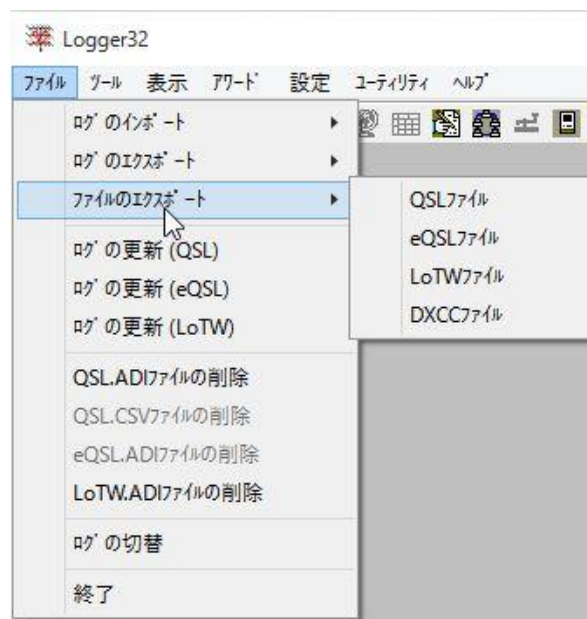 Logger32
ﾌｧｲﾙ ﾂｰﾙ 表示 ｱﾜｰﾄﾞ 設定 ﾕｰﾃｨﾘﾃｨ ﾍﾙﾌﾟ
ﾛｸﾞのｲﾝﾎﾟｰﾄ
ﾛｸﾞのｴｸｽﾎﾟｰﾄ
ﾌｧｲﾙのｴｸｽﾎﾟｰﾄ
QSLﾌｧｲﾙ
eQSLﾌｧｲﾙ
LoTWﾌｧｲﾙ
DXCCﾌｧｲﾙ
ﾛｸﾞの更新 (QSL)
ﾛｸﾞの更新 (eQSL)
ﾛｸﾞの更新 (LoTW)
QSL.ADIﾌｧｲﾙの削除
QSL.CSVﾌｧｲﾙの削除
eQSL.ADIﾌｧｲﾙの削除
LoTW.ADIﾌｧｲﾙの削除
ﾛｸﾞの切替
終了